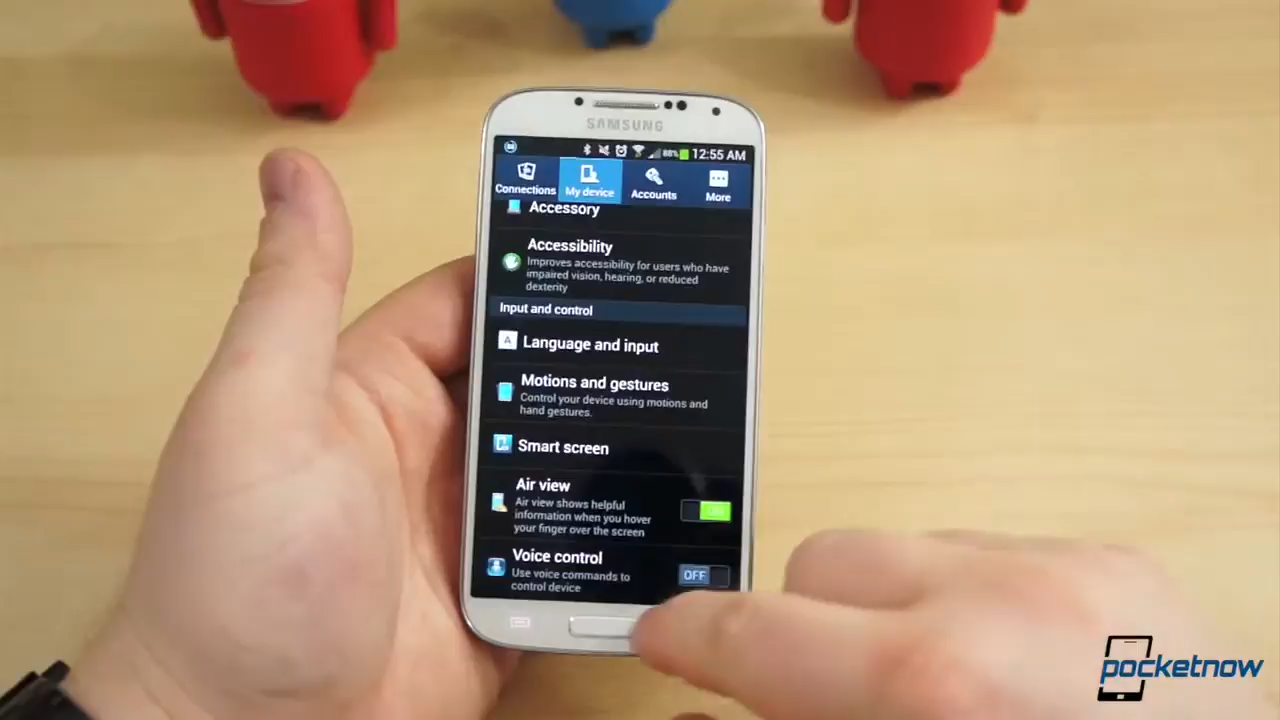 SAMSUNG
88% 12:55 AM
Connections My device Accounts More
Accessory
Accessibility
Improves accessibility for users who have
impaired vision, hearing, or reduced
dexterity
Input and control
A Language and input
Motions and gestures
Control your device using motions and
hand gestures.
Smart screen
Air view
Air view shows helpful
information when you hover
your finger over the screen
ON
Voice control
Use voice commands to
control device
OFF
pocketnow